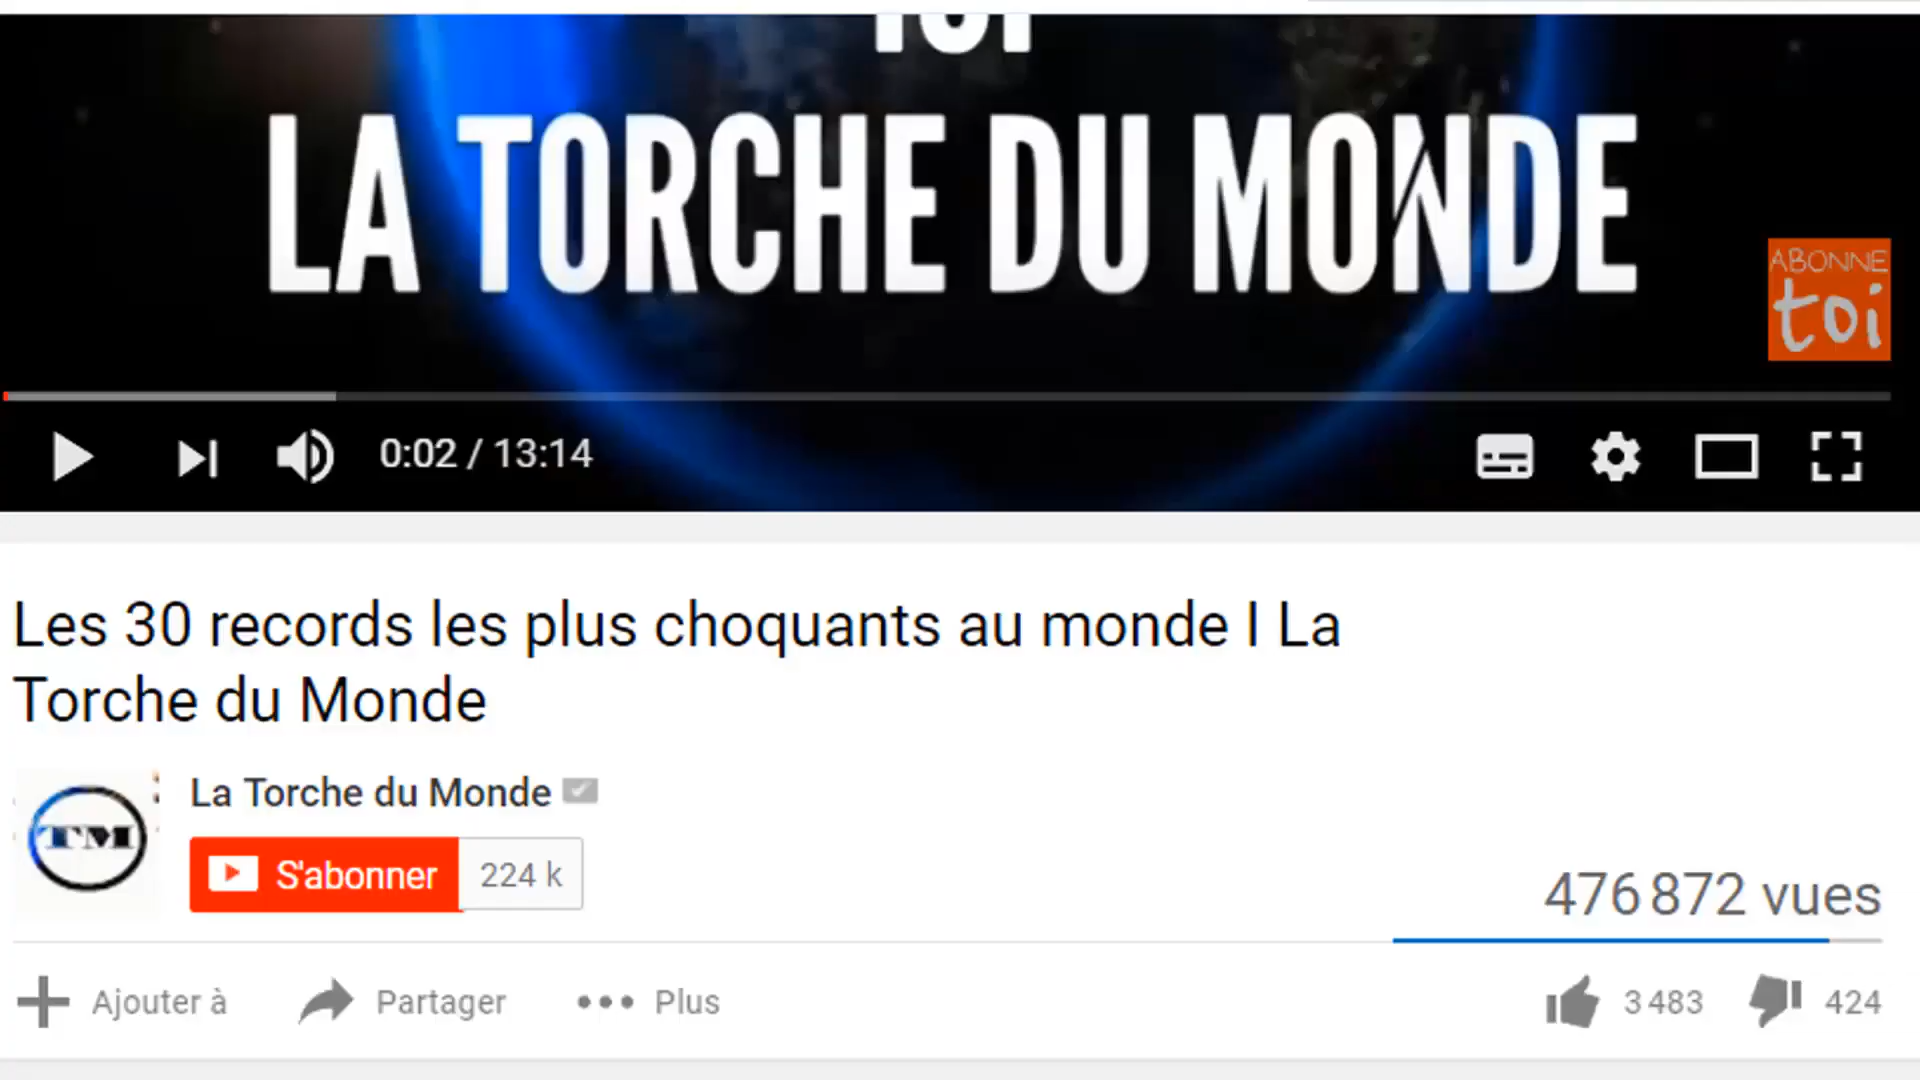 LA TORCHE DU MONDE
ABONNE
toi
0:02 / 13:14
Les 30 records les plus choquants au monde I La
Torche du Monde
TM
La Torche du Monde
S'abonner 224 k
476 872 vues
Ajouter à Partager Plus 3 483 424